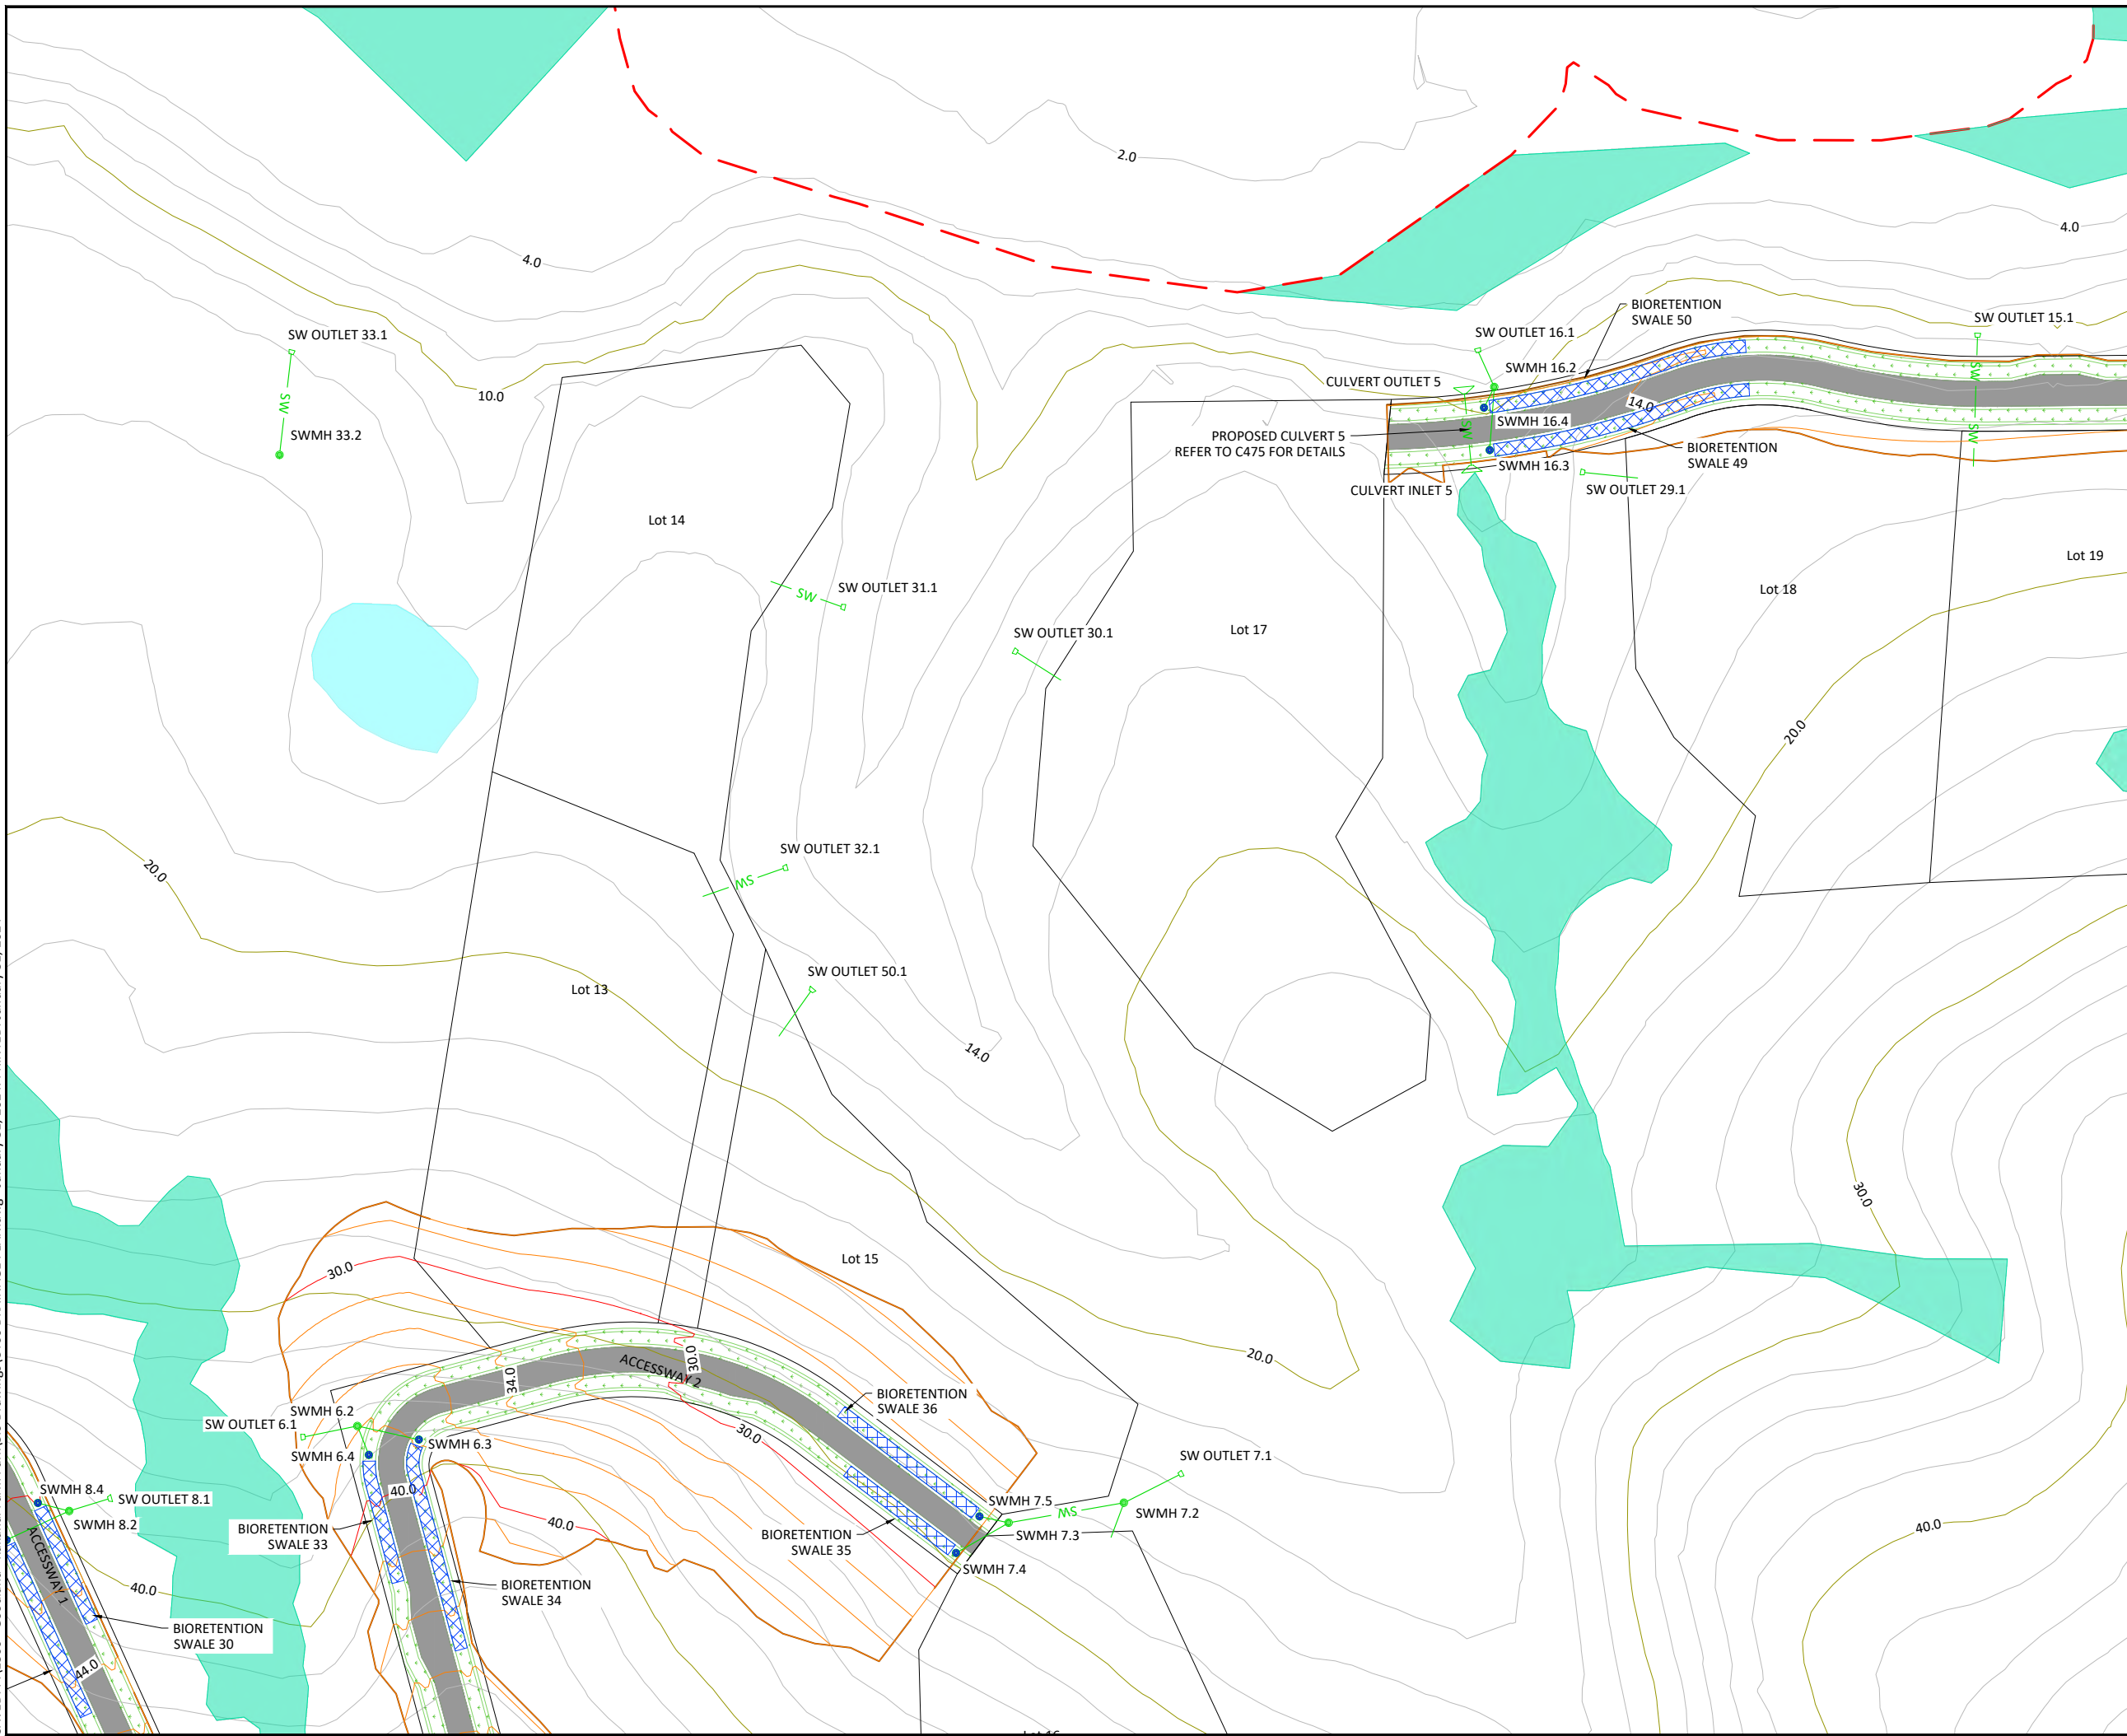 2.0
4.0
4.0
10.0
SW OUTLET 33.1
SW
SWMH 33.2
BIORETENTION
SWALE 50
SW OUTLET 16.1
SW OUTLET 15.1
SW
SWMH 16.2
CULVERT OUTLET 5
14.0
SW
SWMH 16.4
PROPOSED CULVERT 5
REFER TO C475 FOR DETAILS
BIORETENTION
SWALE 49
SW
SWMH 16.3
CULVERT INLET 5
SW OUTLET 29.1
Lot 14
Lot 19
SW OUTLET 31.1
SW
Lot 18
SW OUTLET 30.1
Lot 17
20.0
SW OUTLET 32.1
SW
20.0
SW OUTLET 50.1
Lot 13
14.0
30.0
Lot 15
30.0
20.0
30.0
ACCESSWAY 2
34.0
BIORETENTION
SWALE 36
SWMH 6.2
SW OUTLET 6.1
30.0
SWMH 6.3
SWMH 6.4
SW OUTLET 7.1
40.0
SWMH 8.4
SW OUTLET 8.1
SWMH 7.5
SW
SWMH 7.2
SWMH 8.2
40.0
40.0
BIORETENTION
SWALE 33
BIORETENTION
SWALE 35
SWMH 7.3
SWMH 7.4
ACCESSWAY 1
40.0
BIORETENTION
SWALE 34
BIORETENTION
SWALE 30
44.0